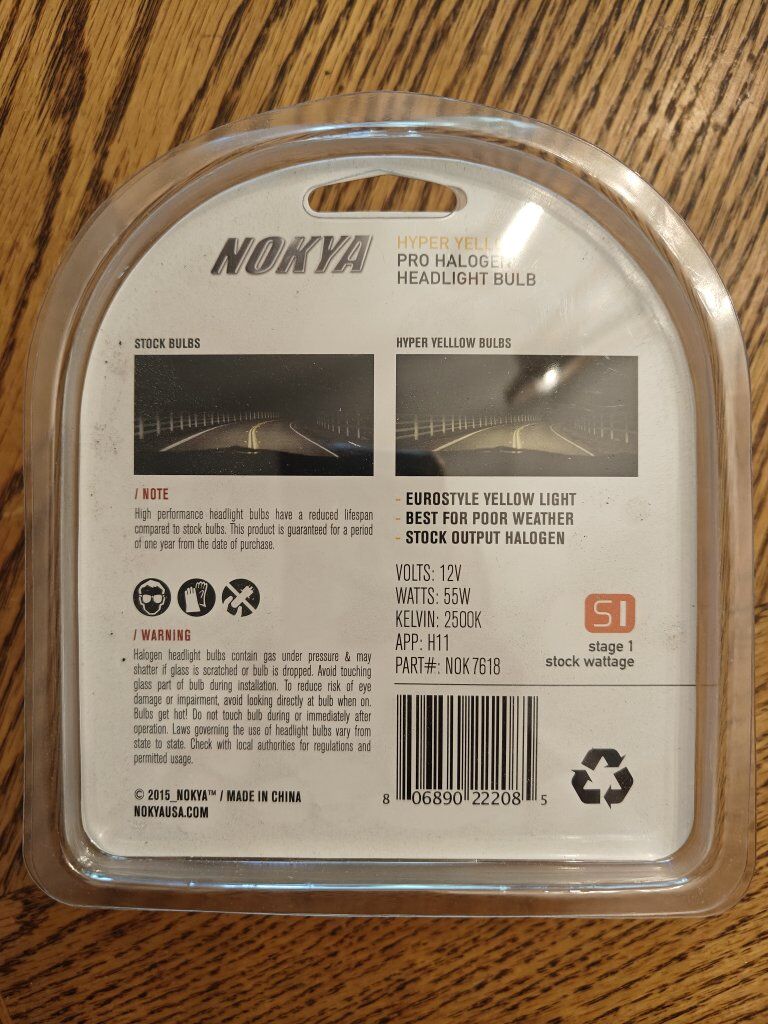 NOKYA
HYPER YELL
PRO HALOGEN
HEADLIGHT BULB
STOCK BULBS
HYPER YELLLOW BULBS
/ NOTE
High performance headlight bulbs have a reduced lifespan
compared to stock bulbs. This product is guaranteed for a period
of one year from the date of purchase.
- EUROSTYLE YELLOW LIGHT
- BEST FOR POOR WEATHER
- STOCK OUTPUT HALOGEN
VOLTS: 12V
WATTS: 55W
KELVIN: 2500K
APP: H11
PART#: NOK7618
S1
stage 1
stock wattage
/ WARNING
Halogen headlight bulbs contain gas under pressure & may
shatter if glass is scratched or bulb is dropped. Avoid touching
glass part of bulb during installation. To reduce risk of eye
damage or impairment, avoid looking directly at bulb when on.
Bulbs get hot! Do not touch bulb during or immediately after
operation. Laws governing the use of headlight bulbs vary from
state to state. Check with local authorities for regulations and
permitted usage.
© 2015_NOKYA™ / MADE IN CHINA
NOKYAUSA.COM
8 06890 22208 5